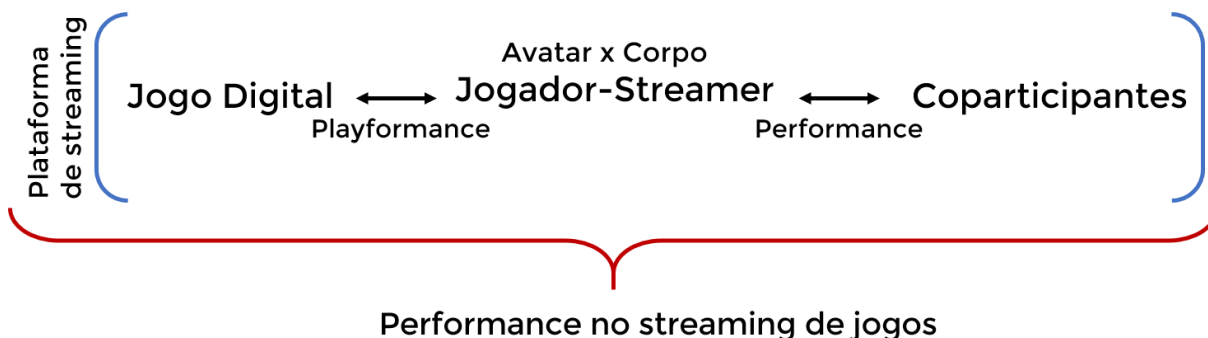 Plataforma
de streaming
Avatar x Corpo
Jogo Digital
Jogador-Streamer
Coparticipantes
Playformance
Performance
Performance no streaming de jogos